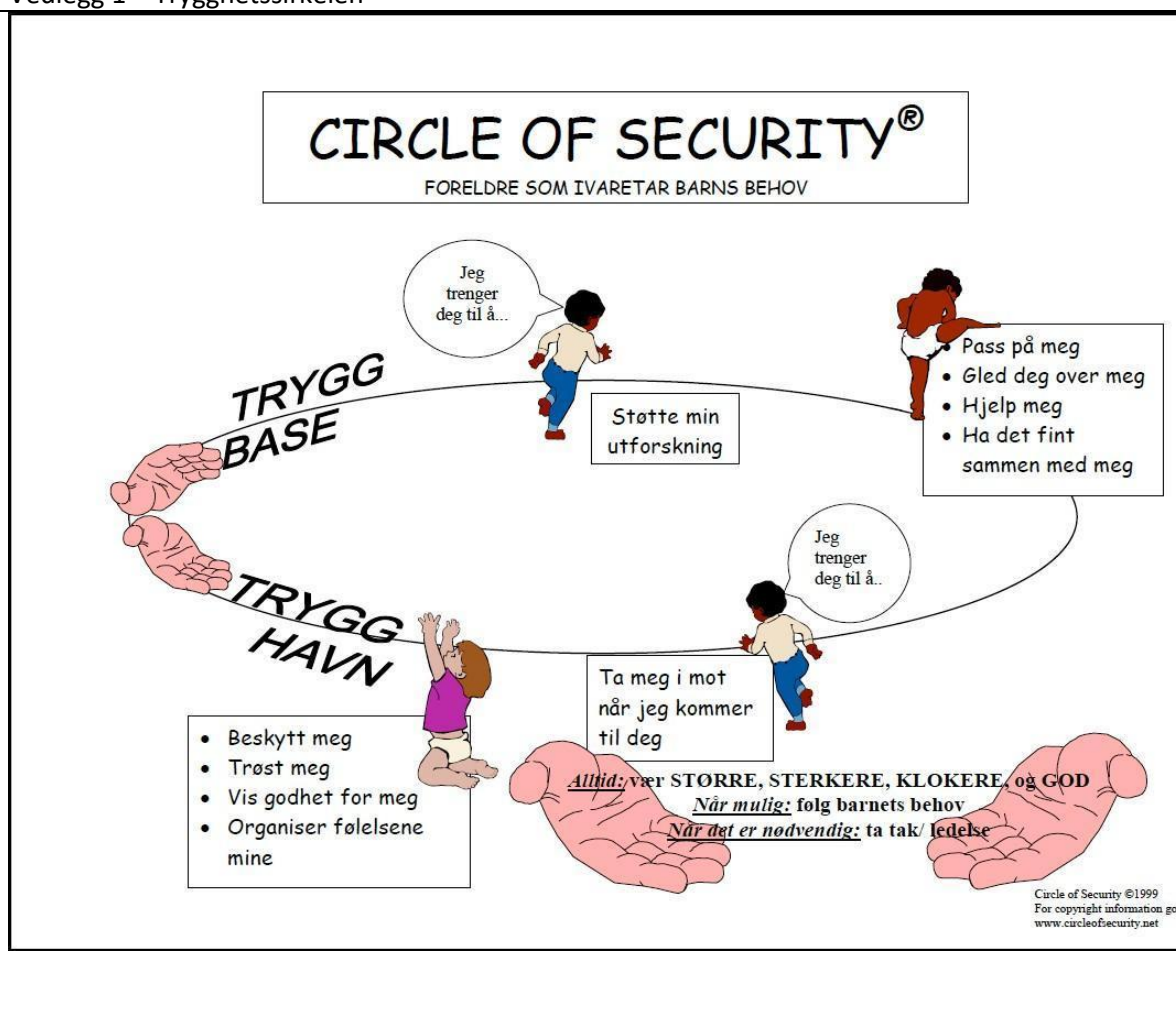 Vedlegg 1 – Trygghetssirkelen
CIRCLE OF SECURITY®
FORELDRE SOM IVARETAR BARNS BEHOV
Jeg
trenger
deg til å...
TRYGG
BASE
Støtte min
utforskning
• Pass på meg
• Gled deg over meg
• Hjelp meg
• Ha det fint
sammen med meg
Jeg
trenger
deg til å..
TRYGG
HAVN
Ta meg i mot
når jeg kommer
til deg
• Beskytt meg
• Trøst meg
• Vis godhet for meg
• Organiser følelsene
mine
Alltid: vær STØRRE, STERKERE, KLOKERE, og GOD
Når mulig: følg barnets behov
Når det er nødvendig: ta tak/ ledelse
Circle of Security ©1999
For copyright information go
www.circleofsecurity.net